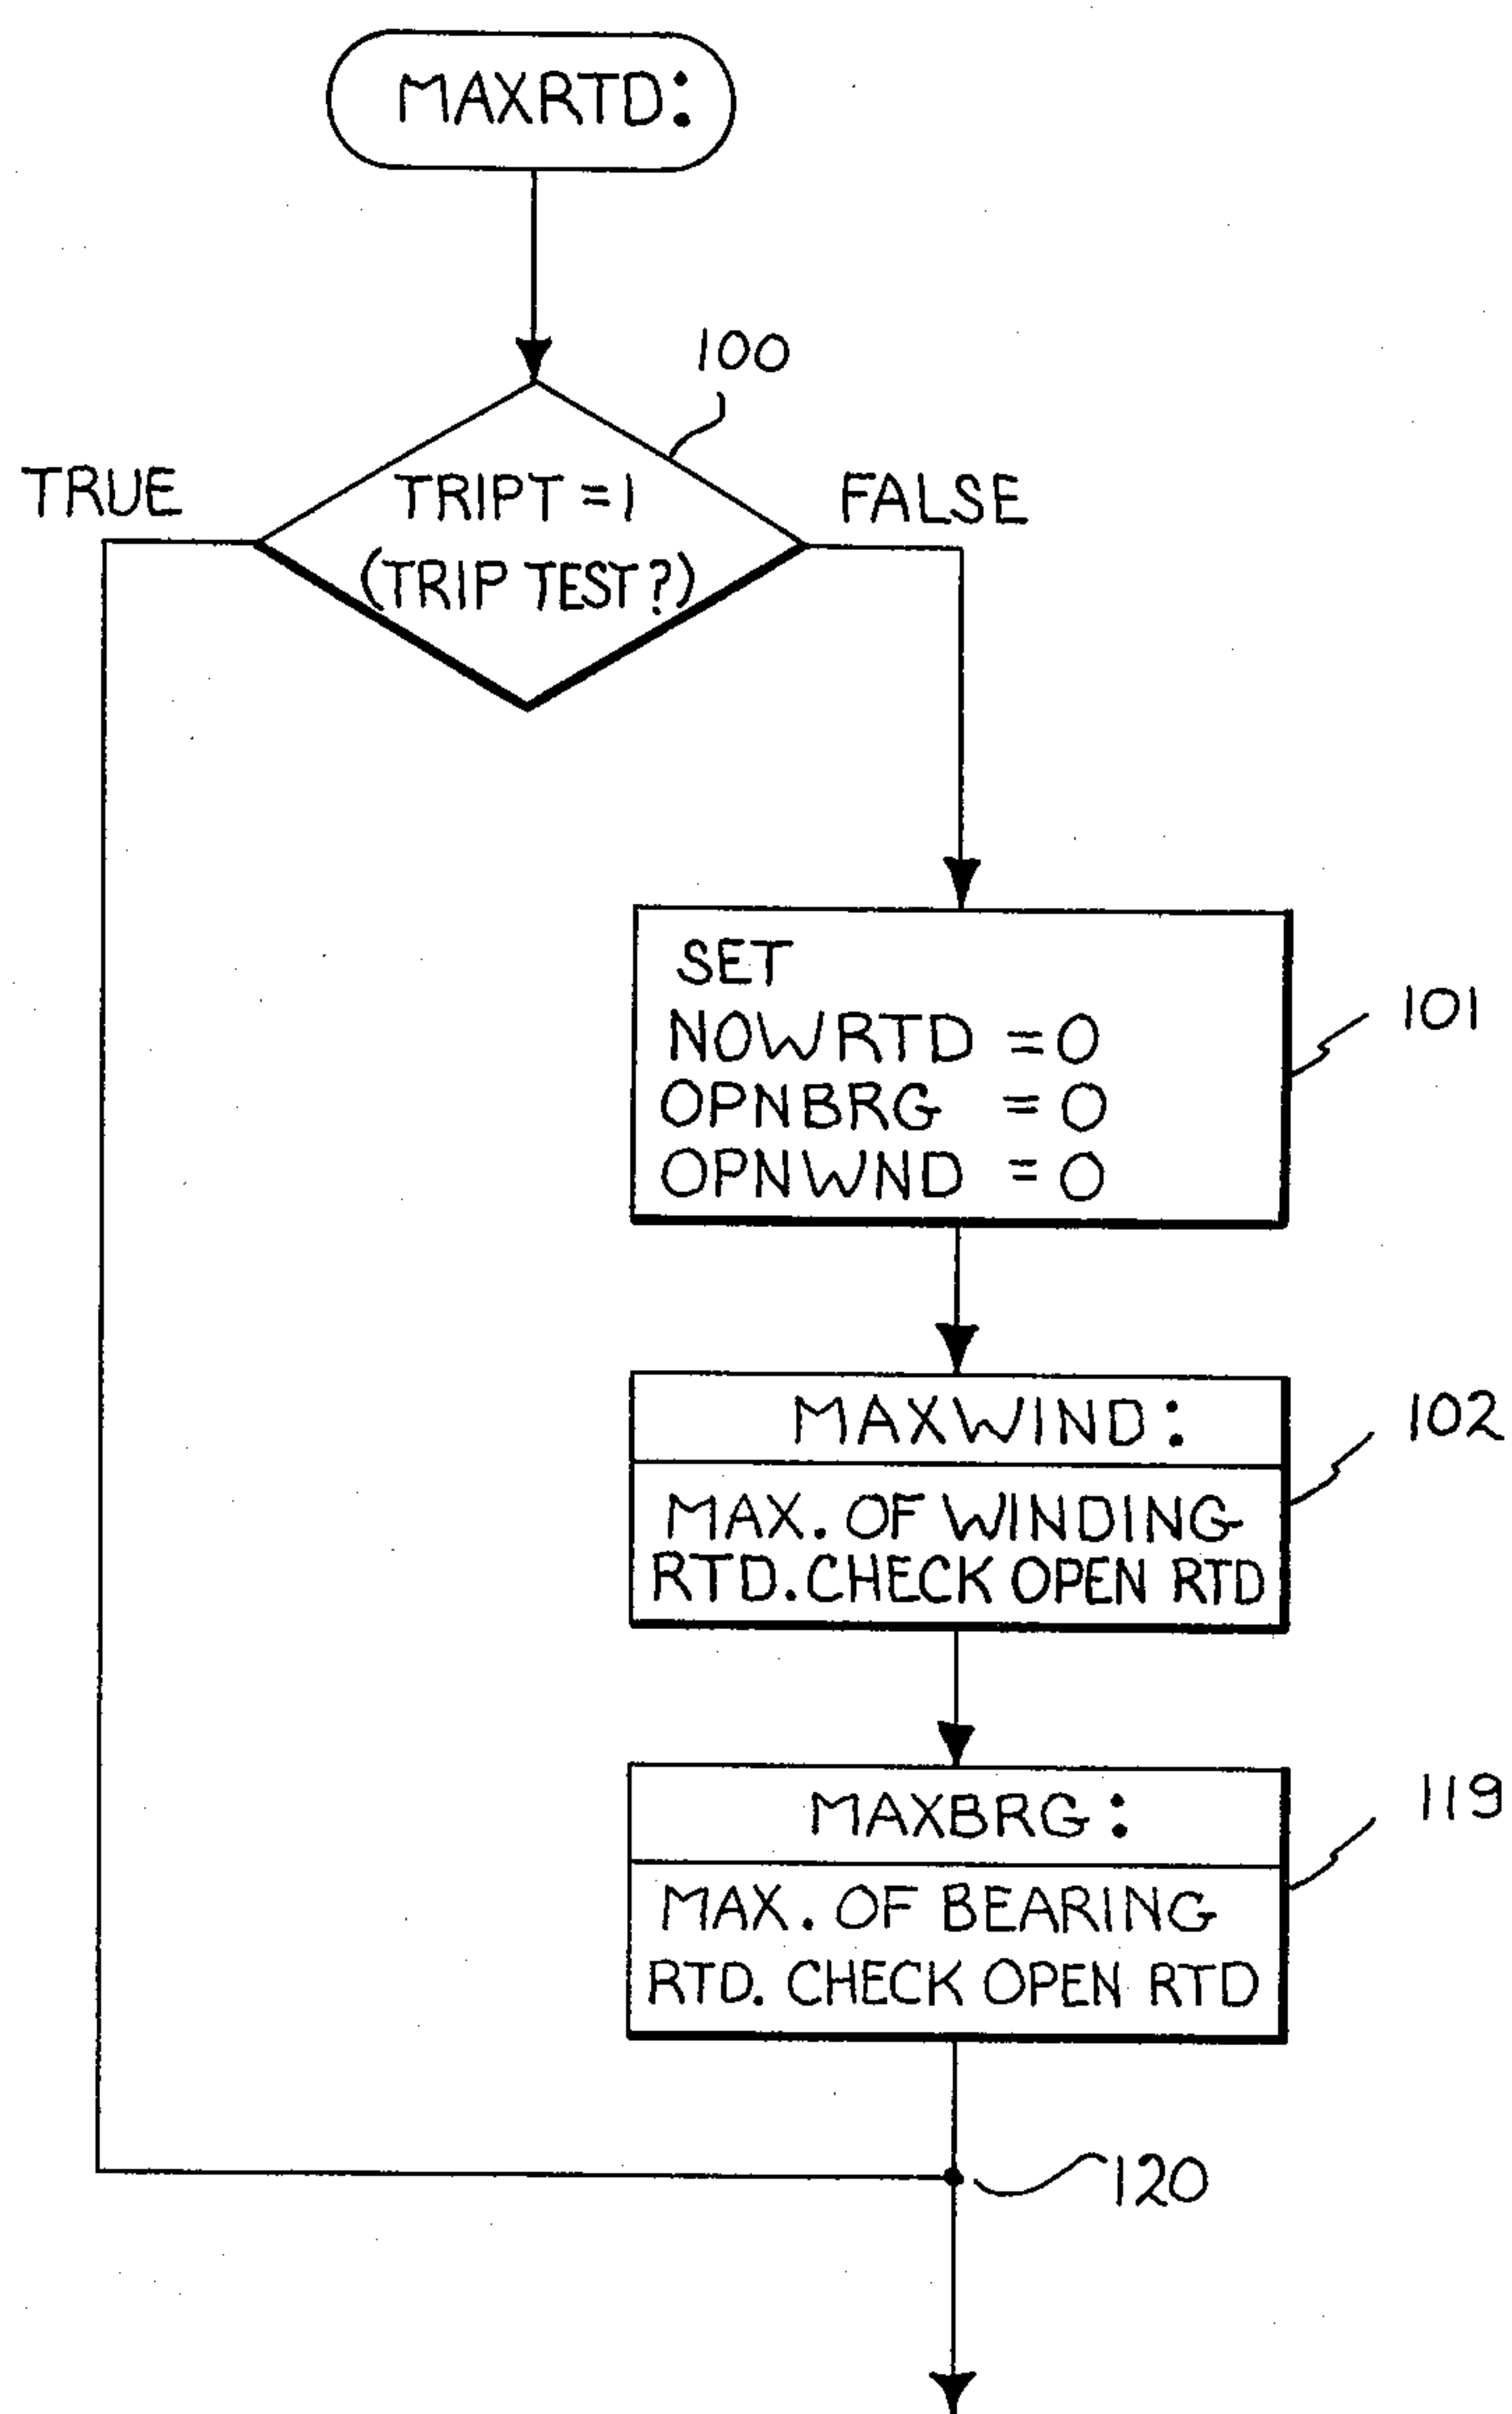 MAXRTD:
100
TRUE
TRIPT = 1
FALSE
(TRIP TEST?)
SET
NOWRTD = 0
OPNBRG = 0
OPNWND = 0
101
MAXWIND:
102
MAX. OF WINDING
RTD. CHECK OPEN RTD
MAXBRG:
119
MAX. OF BEARING
RTD. CHECK OPEN RTD
120